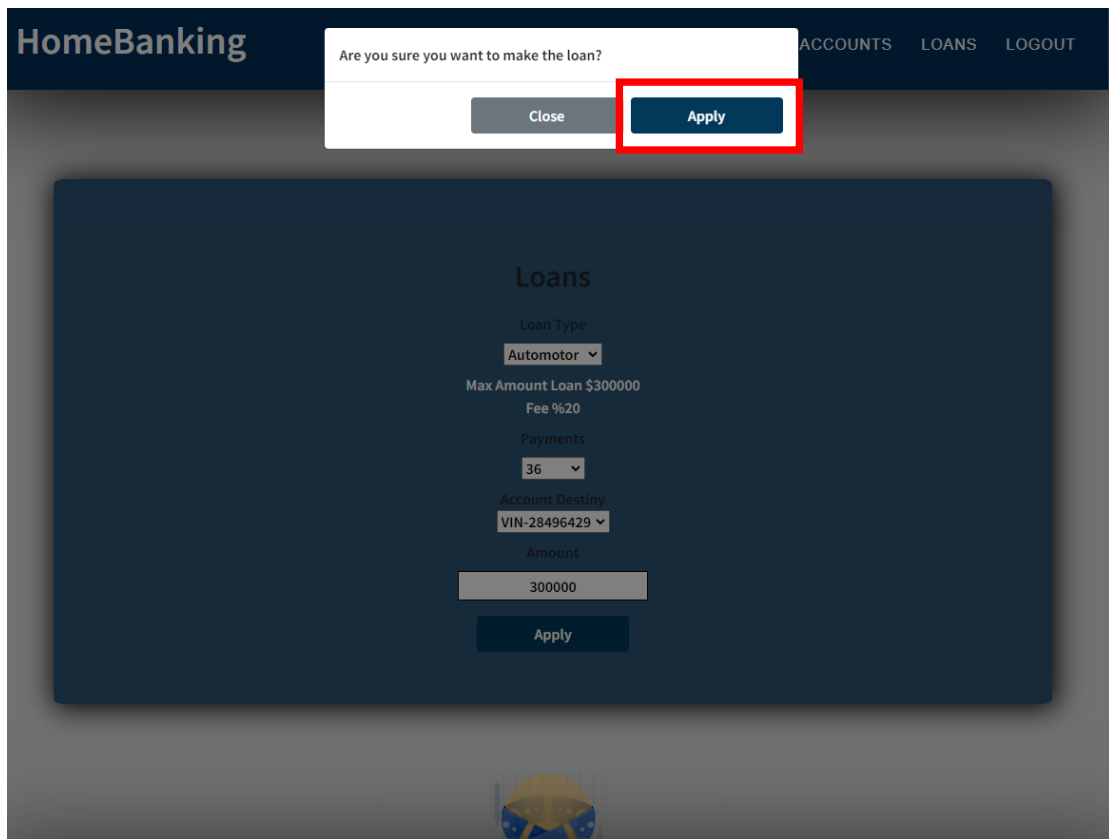 HomeBanking
ACCOUNTS LOANS LOGOUT
Are you sure you want to make the loan?
Close Apply
Loans
Loan Type
Automotor
Max Amount Loan $300000
Fee %20
Payments
36
Account Destiny
VIN-28496429
Amount
300000
Apply